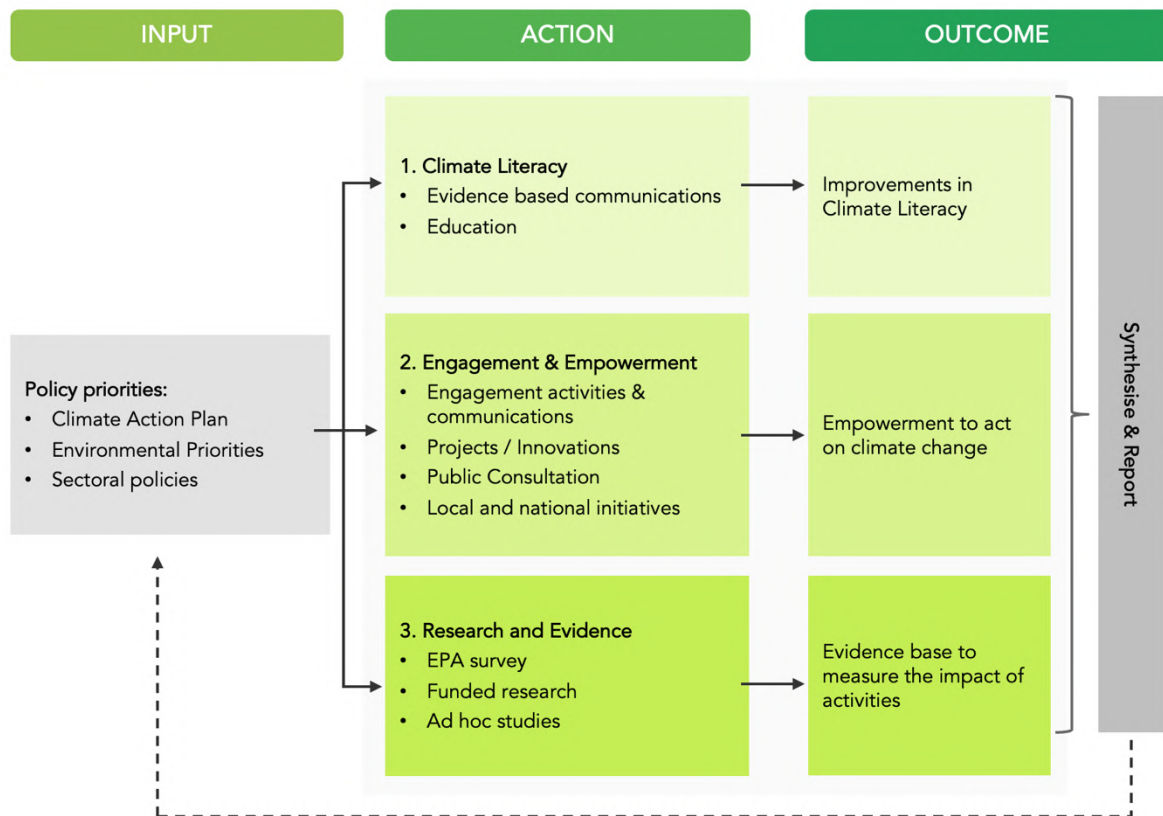 INPUT
ACTION
OUTCOME
Policy priorities:
• Climate Action Plan
• Environmental Priorities
• Sectoral policies
1. Climate Literacy
• Evidence based communications
• Education
Improvements in
Climate Literacy
2. Engagement & Empowerment
• Engagement activities &
communications
• Projects / Innovations
• Public Consultation
• Local and national initiatives
Empowerment to act
on climate change
3. Research and Evidence
• EPA survey
• Funded research
• Ad hoc studies
Evidence base to
measure the impact of
activities
Synthesise & Report